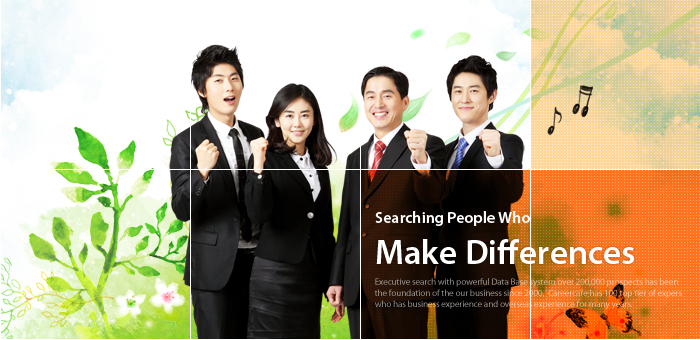 Searching People Who
Make Differences
Executive search with powerful Data Base system over 200,000 prospects has been
the foundation of the our business since 2000. Careercafe has 100 top tier of expers
who has business experience and overseas experience for many years.